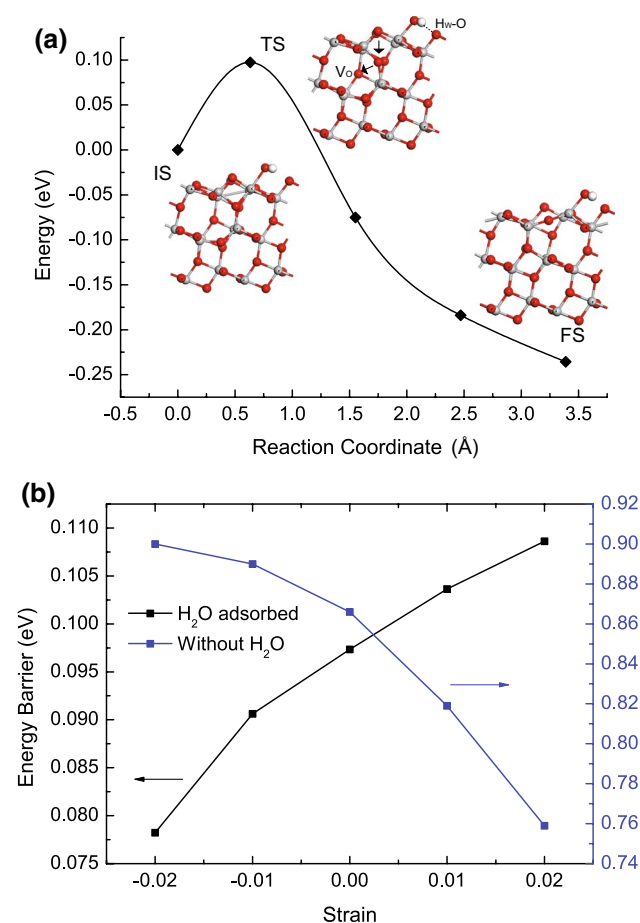 (a)
TS
IS
FS
Vo
Hw-O
0.10
0.05
0.00
-0.05
-0.10
-0.15
-0.20
-0.25
Energy (eV)
-0.5 0.0 0.5 1.0 1.5 2.0 2.5 3.0 3.5
Reaction Coordinate (Å)
(b)
0.110
0.105
0.100
0.095
0.090
0.085
0.080
0.075
Energy Barrier (eV)
H₂O adsorbed
Without H₂O
0.92
0.90
0.88
0.86
0.84
0.82
0.80
0.78
0.76
0.74
-0.02 -0.01 0.00 0.01 0.02
Strain